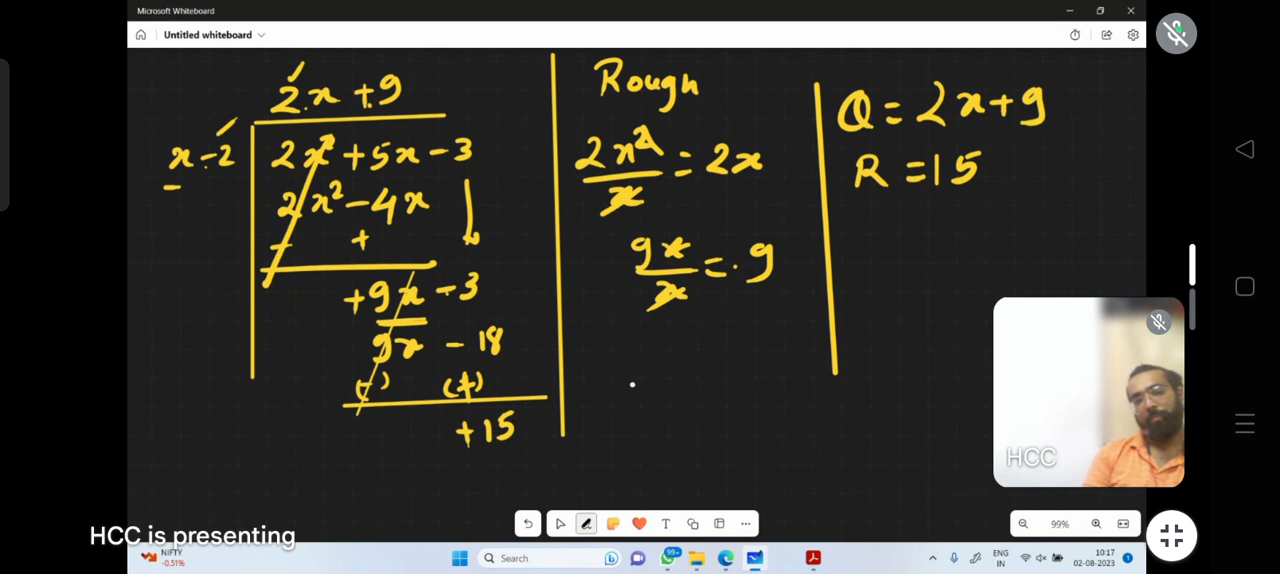 Microsoft Whiteboard
Untitled whiteboard
2x + 9
x - 2
2x² + 5x - 3
2x² - 4x
- +
+9x - 3
9x - 18
(-) (+)
+15
Rough
2x²/x = 2x
9x/x = 9
Q = 2x+9
R = 15
HCC
99%
HCC is presenting
NIFTY
-0.51%
Search
99+
ENG
IN
10:17
02-08-2023